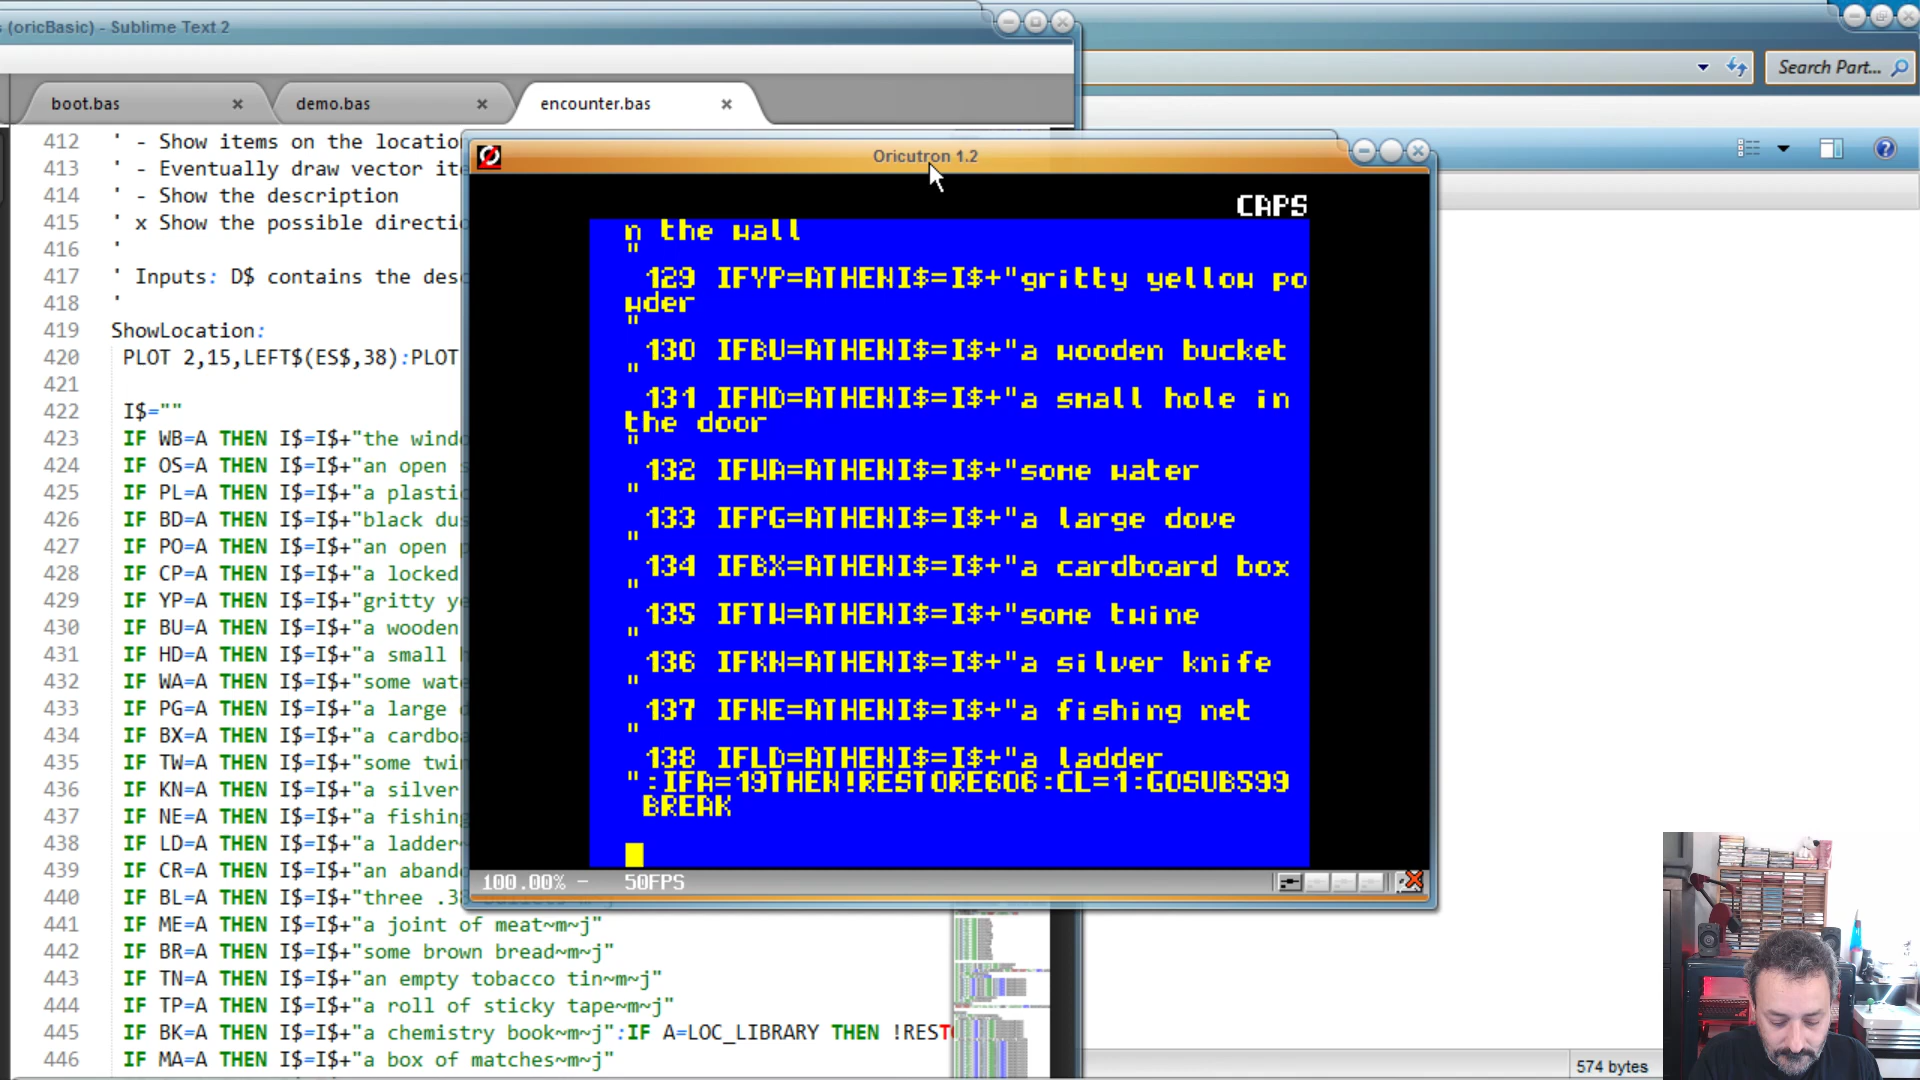 s (oricBasic) - Sublime Text 2
Search Part...
boot.bas
demo.bas
encounter.bas
412 ' - Show items on the location
413 ' - Eventually draw vector ite
414 ' - Show the description
415 ' x Show the possible directio
416 '
417 ' Inputs: D$ contains the desc
418 '
419 ShowLocation:
420 PLOT 2,15,LEFT$(ES$,38):PLOT
421
422 I$=""
423 IF WB=A THEN I$=I$+"the windo
424 IF OS=A THEN I$=I$+"an open s
425 IF PL=A THEN I$=I$+"a plastic
426 IF BD=A THEN I$=I$+"black dus
427 IF PO=A THEN I$=I$+"an open p
428 IF CP=A THEN I$=I$+"a locked
429 IF YP=A THEN I$=I$+"gritty ye
430 IF BU=A THEN I$=I$+"a wooden
431 IF HD=A THEN I$=I$+"a small h
432 IF WA=A THEN I$=I$+"some wate
433 IF PG=A THEN I$=I$+"a large d
434 IF BX=A THEN I$=I$+"a cardboa
435 IF TW=A THEN I$=I$+"some twin
436 IF KN=A THEN I$=I$+"a silver
437 IF NE=A THEN I$=I$+"a fishing
438 IF LD=A THEN I$=I$+"a ladder~
439 IF CR=A THEN I$=I$+"an aband
440 IF BL=A THEN I$=I$+"three .38
441 IF ME=A THEN I$=I$+"a joint of meat~m~j"
442 IF BR=A THEN I$=I$+"some brown bread~m~j"
443 IF TN=A THEN I$=I$+"an empty tobacco tin~m~j"
444 IF TP=A THEN I$=I$+"a roll of sticky tape~m~j"
445 IF BK=A THEN I$=I$+"a chemistry book~m~j":IF A=LOC_LIBRARY THEN !REST
446 IF MA=A THEN I$=I$+"a box of matches~m~j"
Oricutron 1.2
CAPS
n the wall
"
129 IFYP=ATHENI$=I$+"gritty yellow po
wder
"
130 IFBU=ATHENI$=I$+"a wooden bucket
"
131 IFHD=ATHENI$=I$+"a small hole in
the door
"
132 IFWA=ATHENI$=I$+"some water
"
133 IFPG=ATHENI$=I$+"a large dove
"
134 IFBX=ATHENI$=I$+"a cardboard box
"
135 IFTW=ATHENI$=I$+"some twine
"
136 IFKN=ATHENI$=I$+"a silver knife
"
137 IFNE=ATHENI$=I$+"a fishing net
"
138 IFLD=ATHENI$=I$+"a ladder
":IFA=19THEN!RESTORE606:CL=1:GOSUB599
BREAK
100.00% - 50FPS
574 bytes